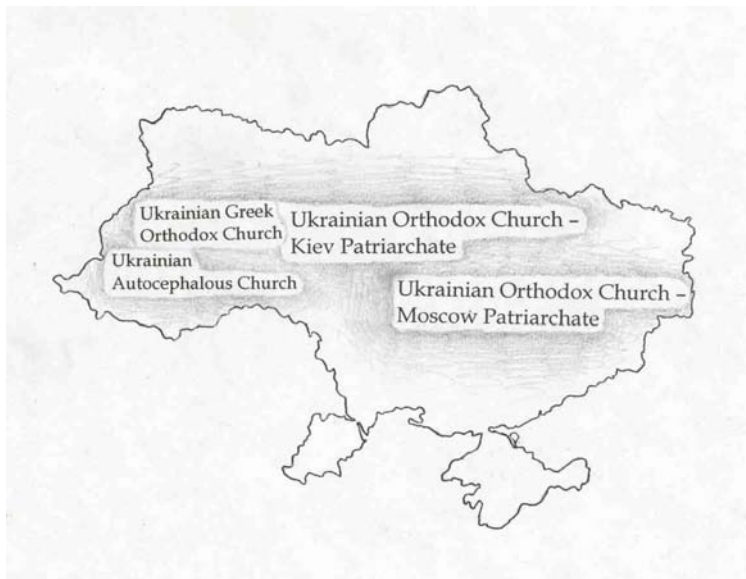 Ukrainian Greek
Orthodox Church
Ukrainian Orthodox Church –
Kiev Patriarchate
Ukrainian
Autocephalous Church
Ukrainian Orthodox Church –
Moscow Patriarchate